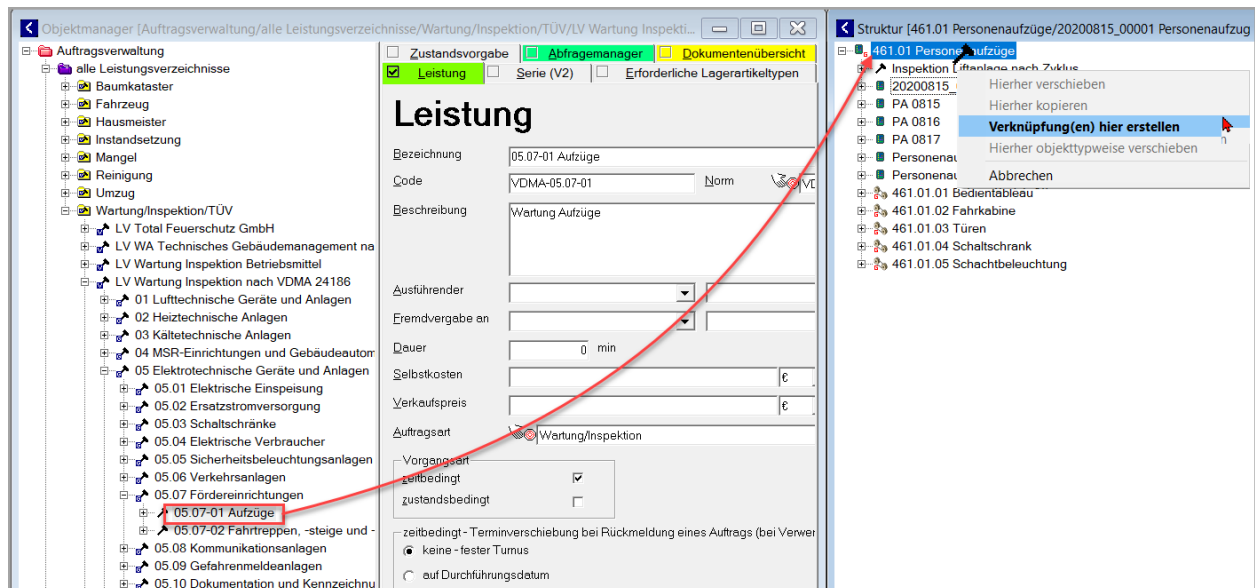 Objektmanager [Auftragsverwaltung/alle Leistungsverzeichnisse/Wartung/Inspektion/TÜV/LV Wartung Inspekti...
Auftragsverwaltung
alle Leistungsverzeichnisse
Baumkataster
Fahrzeug
Hausmeister
Instandsetzung
Mangel
Reinigung
Umzug
Wartung/Inspektion/TÜV
LV Total Feuerschutz GmbH
LV WA Technisches Gebäudemanagement na
LV Wartung Inspektion Betriebsmittel
LV Wartung Inspektion nach VDMA 24186
01 Lufttechnische Geräte und Anlagen
02 Heiztechnische Anlagen
03 Kältetechnische Anlagen
04 MSR-Einrichtungen und Gebäudeautom
05 Elektrotechnische Geräte und Anlagen
05.01 Elektrische Einspeisung
05.02 Ersatzstromversorgung
05.03 Schaltschränke
05.04 Elektrische Verbraucher
05.05 Sicherheitsbeleuchtungsanlagen
05.06 Verkehrsanlagen
05.07 Fördereinrichtungen
05.07-01 Aufzüge
05.07-02 Fahrtreppen, -steige und -
05.08 Kommunikationsanlagen
05.09 Gefahrenmeldeanlagen
05.10 Dokumentation und Kennzeichnu
Zustandsvorgabe Abfragemanager Dokumentenübersicht
Leistung Serie (V2) Erforderliche Lagerartikeltypen
Leistung
Bezeichnung 05.07-01 Aufzüge
Code VDMA-05.07-01 Norm VD
Beschreibung Wartung Aufzüge
Ausführender
Fremdvergabe an
Dauer 0 min
Selbstkosten €
Verkaufspreis €
Auftragsart Wartung/Inspektion
Vorgangsart
zeitbedingt
zustandsbedingt
zeitbedingt - Terminverschiebung bei Rückmeldung eines Auftrags (bei Verwer
keine - fester Turnus
auf Durchführungsdatum
Struktur [461.01 Personenaufzüge/20200815_00001 Personenaufzug
461.01 Personenaufzüge
Inspektion Liftanlage nach Zyklus
20200815_
PA 0815
PA 0816
PA 0817
Personenau
Personenau
461.01.01 Bedientableau
461.01.02 Fahrkabine
461.01.03 Türen
461.01.04 Schaltschrank
461.01.05 Schachtbeleuchtung
Hierher verschieben
Hierher kopieren
Verknüpfung(en) hier erstellen
Hierher objekttypweise verschieben
Abbrechen